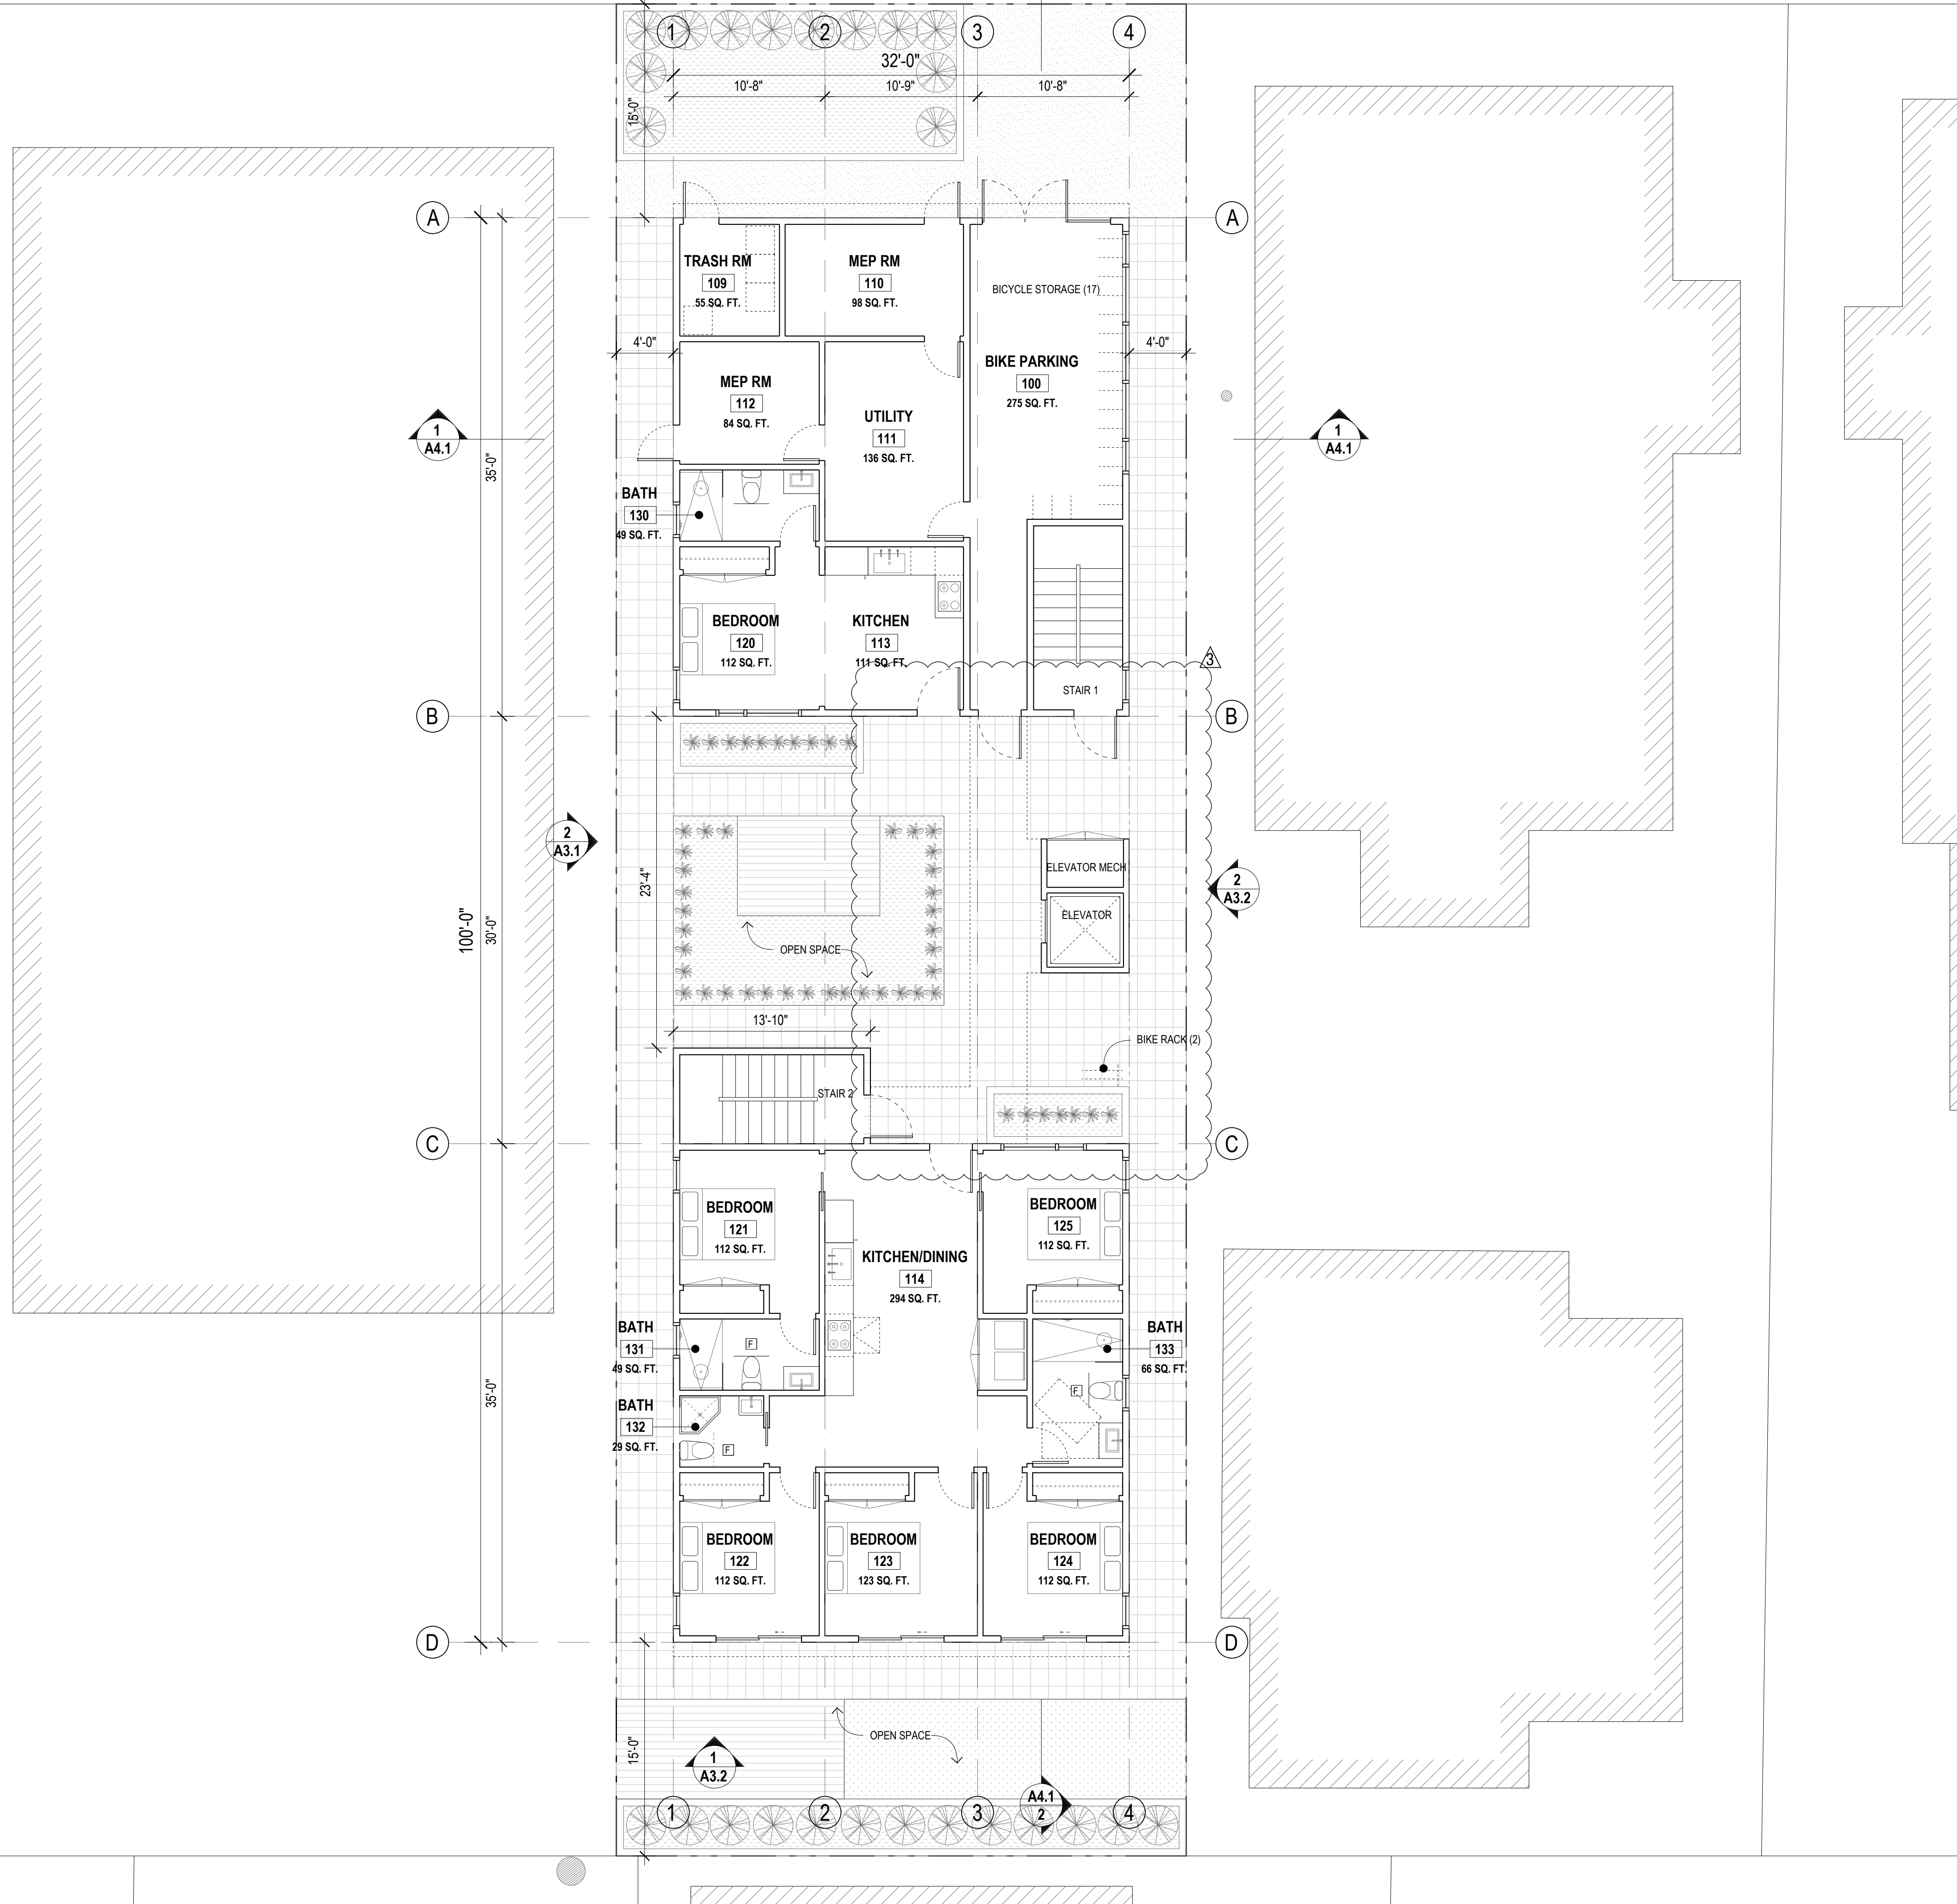 1
2
3
4
32'-0"
10'-8"
10'-9"
10'-8"
15'-0"
A
A
TRASH RM
109
55 SQ. FT.
MEP RM
110
98 SQ. FT.
BICYCLE STORAGE (17)
4'-0"
4'-0"
BIKE PARKING
100
275 SQ. FT.
MEP RM
112
84 SQ. FT.
UTILITY
111
136 SQ. FT.
1
A4.1
1
A4.1
35'-0"
BATH
130
49 SQ. FT.
BEDROOM
120
112 SQ. FT.
KITCHEN
113
111 SQ. FT.
3
STAIR 1
B
B
2
A3.1
ELEVATOR MECH
2
A3.2
23'-4"
ELEVATOR
100'-0"
30'-0"
OPEN SPACE
13'-10"
BIKE RACK (2)
STAIR 2
C
C
BEDROOM
121
112 SQ. FT.
BEDROOM
125
112 SQ. FT.
KITCHEN/DINING
114
294 SQ. FT.
BATH
131
49 SQ. FT.
F
BATH
133
66 SQ. FT.
F
35'-0"
BATH
132
29 SQ. FT.
F
BEDROOM
122
112 SQ. FT.
BEDROOM
123
123 SQ. FT.
BEDROOM
124
112 SQ. FT.
D
D
15'-0"
OPEN SPACE
1
A3.2
A4.1
2
1
2
3
4